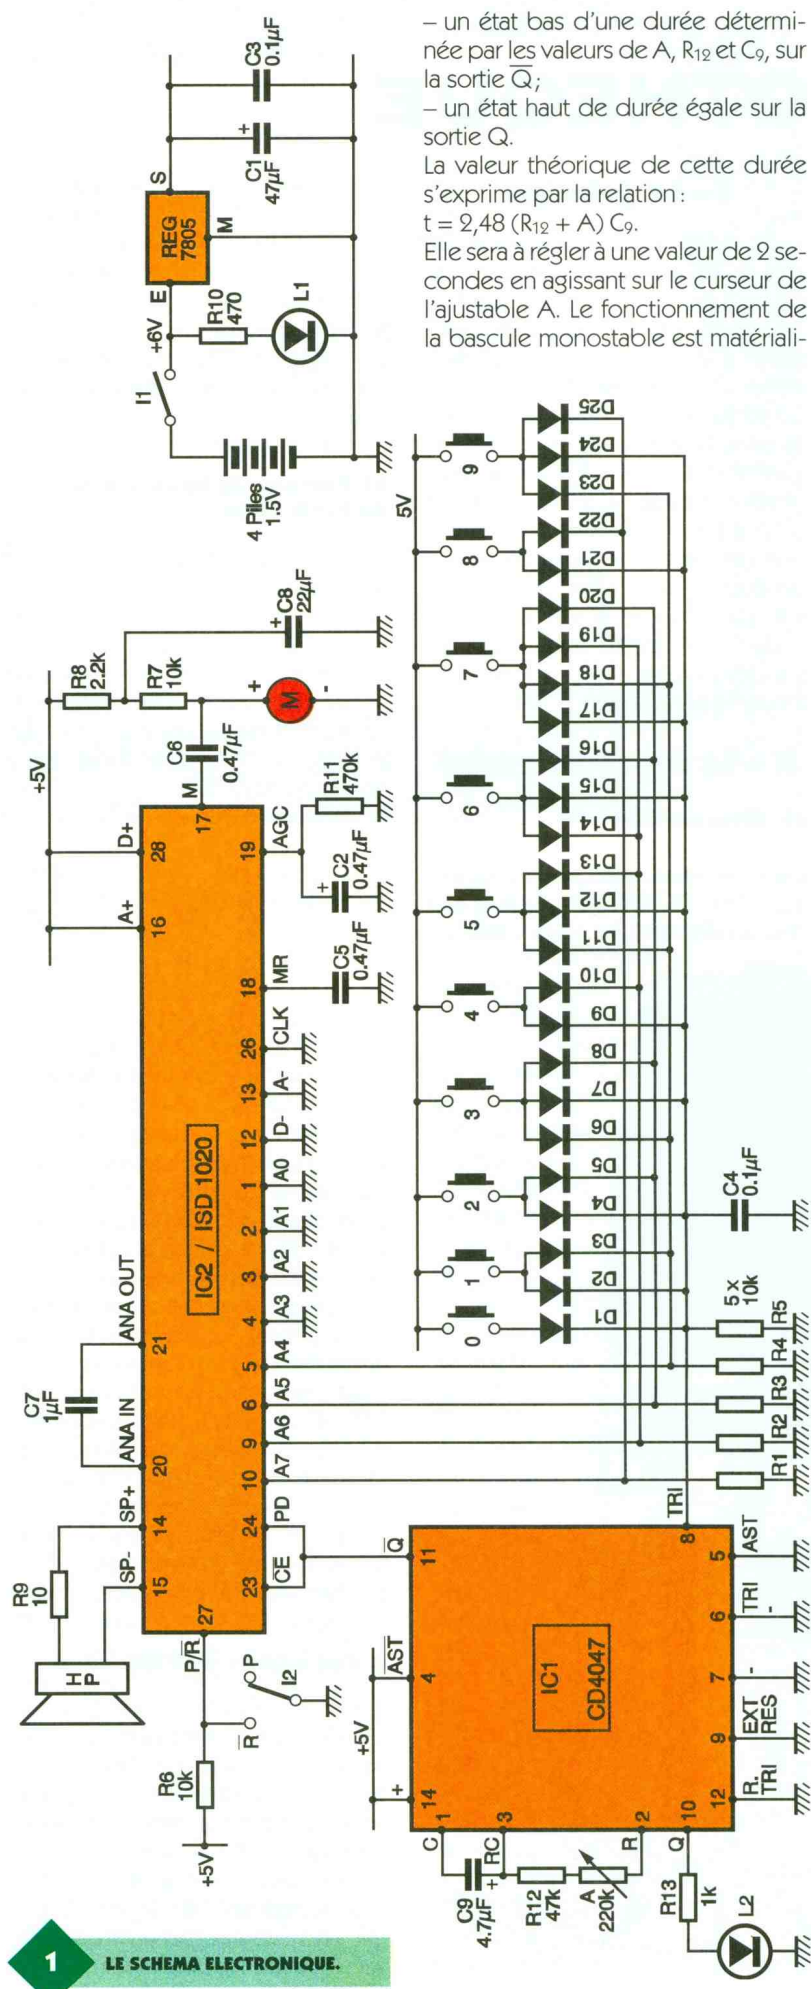 – un état bas d'une durée détermi-
née par les valeurs de A, R₁₂ et C₉, sur
la sortie Q̅;
– un état haut de durée égale sur la
sortie Q.
La valeur théorique de cette durée
s'exprime par la relation :
t = 2,48 (R₁₂ + A) C₉.
Elle sera à régler à une valeur de 2 se-
condes en agissant sur le curseur de
l'ajustable A. Le fonctionnement de
la bascule monostable est matériali-
4 Piles
1.5V
I1
+6V
R10
470
L1
E
REG
7805
S
M
C1
47µF
+
C3
0.1µF
HP
R9
10
SP-
15
SP+
14
ANA IN
20
C7
1µF
ANA OUT
21
A+
16
D+
28
+5V
R8
2.2k
R7
10k
C8
22µF
+
C6
0.47µF
M
17
+
M
-
IC2 / ISD 1020
27
P/R̅
R6
10k
+5V
R̅
P
I2
23
C̅E̅
24
PD
10
A7
9
A6
6
A5
5
A4
4
A3
3
A2
2
A1
1
A0
12
D-
13
A-
26
CLK
18
MR
C5
0.47µF
19
AGC
+
C2
0.47µF
R11
470k
5V
0
1
2
3
4
5
6
7
8
9
D1
D2
D3
D4
D5
D6
D7
D8
D9
D10
D11
D12
D13
D14
D15
D16
D17
D18
D19
D20
D21
D22
D23
D24
D25
R1
R2
R3
R4
R5
5 x
10k
C4
0.1µF
+5V
+
14
A̅S̅T̅
4
Q̅
11
IC1
CD4047
C
1
RC
3
R
2
Q
10
C9
4.7µF
+
R12
47k
A
220k
R13
1k
L2
12
R.
TRI
9
EXT
RES
7
-
6
TRI
-
5
AST
8
TRI
1
LE SCHEMA ELECTRONIQUE.